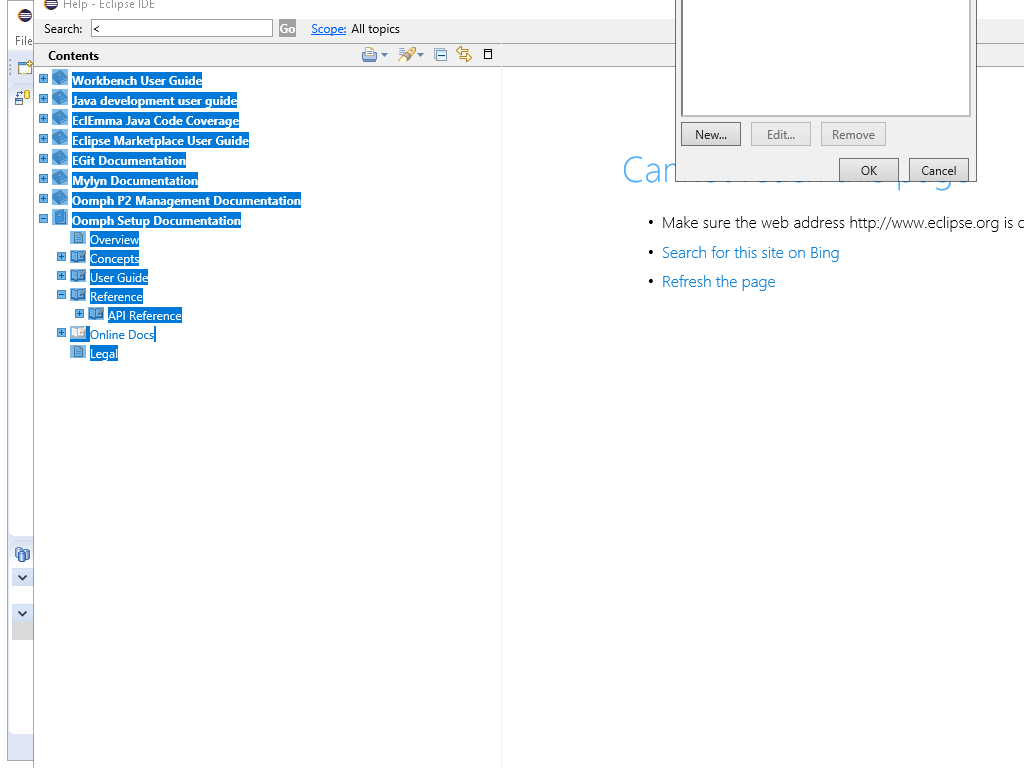 Help - Eclipse IDE
File
Search: <
Go
Scope: All topics
Contents
Workbench User Guide
Java development user guide
EclEmma Java Code Coverage
Eclipse Marketplace User Guide
EGit Documentation
Mylyn Documentation
Oomph P2 Management Documentation
Oomph Setup Documentation
Overview
Concepts
User Guide
Reference
API Reference
Online Docs
Legal
New... Edit... Remove
OK Cancel
page
• Make sure the web address http://www.eclipse.org is
• Search for this site on Bing
• Refresh the page